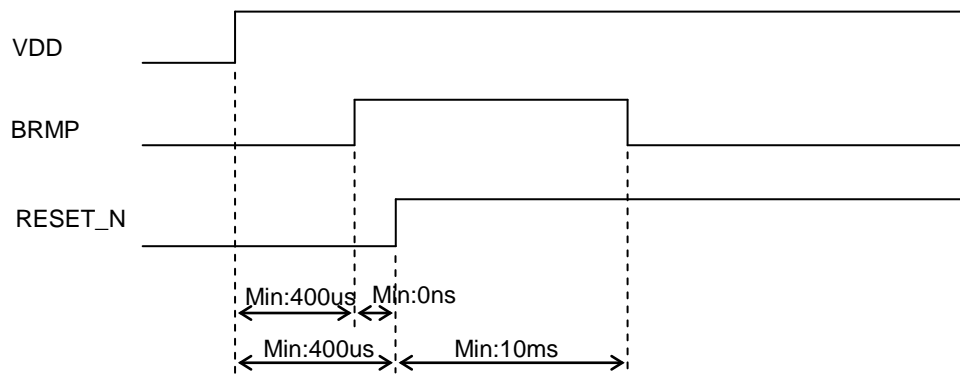 VDD
BRMP
RESET_N
Min:400us Min:0ns
Min:400us Min:10ms